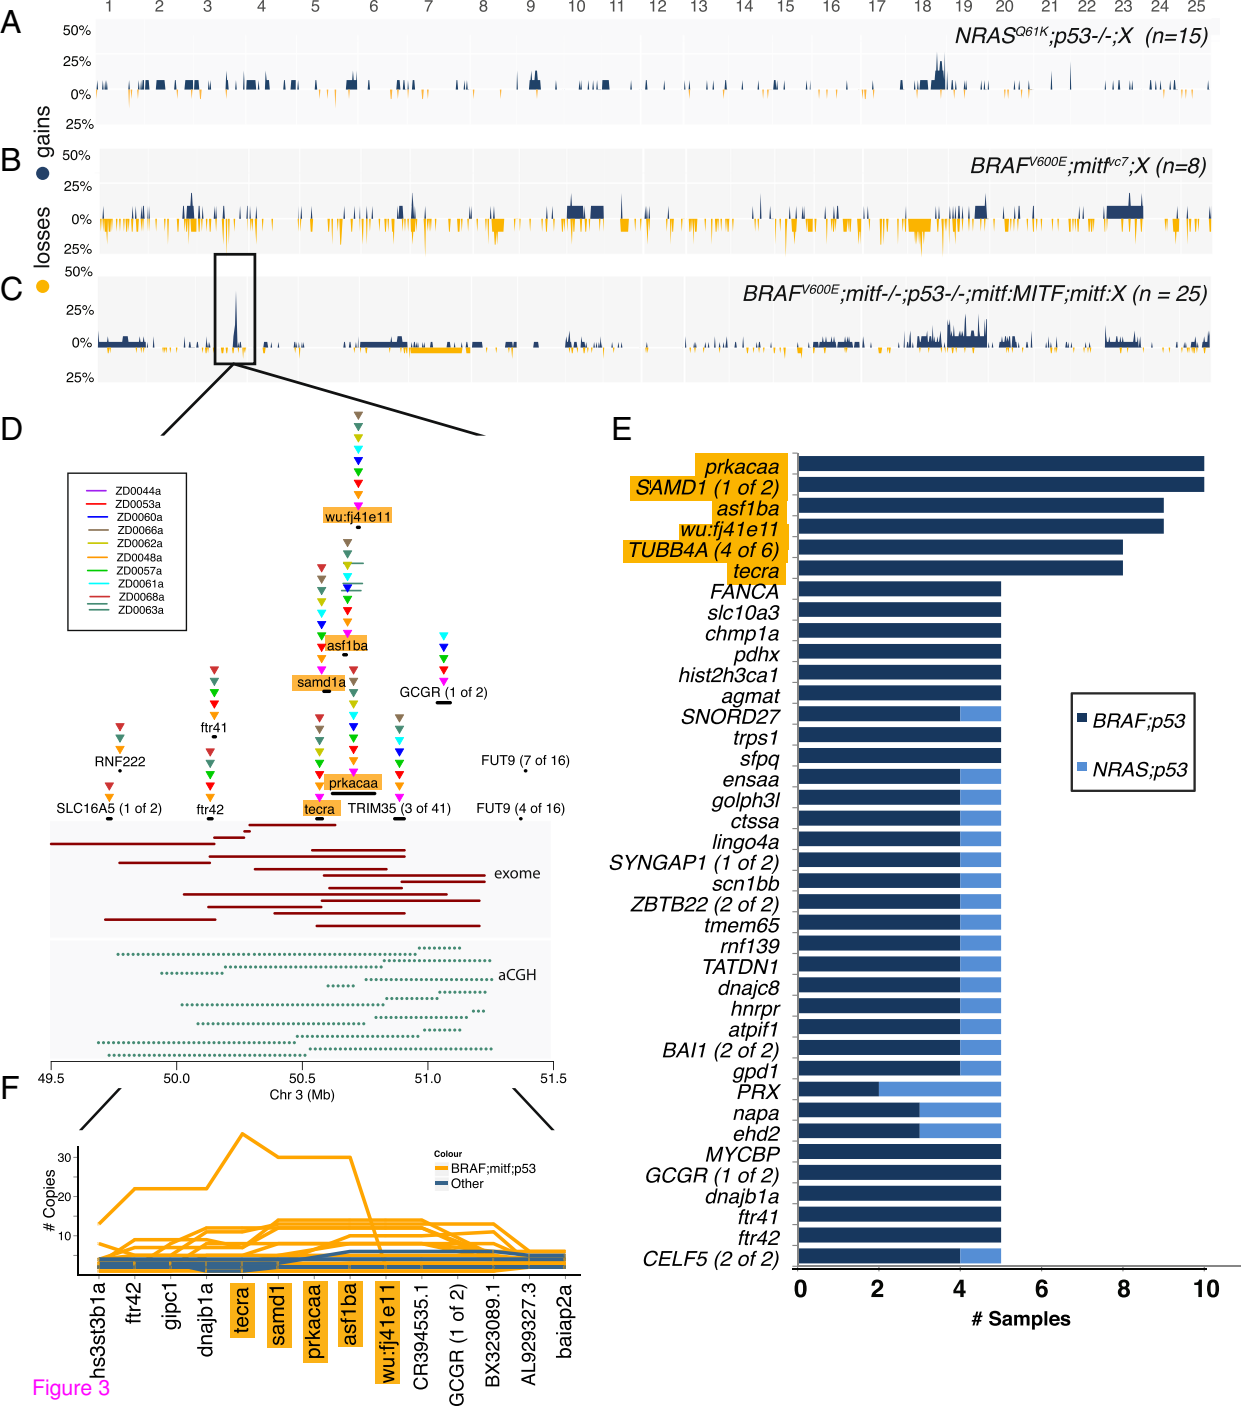 A
1 2 3 4 5 6 7 8 9 10 11 12 13 14 15 16 17 18 19 20 21 22 23 24 25
NRASQ61K;p53-/-;X (n=15)
50%
25%
0%
25%
B
BRAFV600E;mitfvc7;X (n=8)
50%
25%
0%
25%
gains
losses
C
BRAFV600E;mitf-/-;p53-/-;mitf:MITF;mitf:X (n = 25)
50%
25%
0%
25%
D
ZD0044a
ZD0053a
ZD0060a
ZD0066a
ZD0062a
ZD0048a
ZD0057a
ZD0061a
ZD0068a
ZD0063a
wu:fj41e11
asf1ba
samd1a
GCGR (1 of 2)
ftr41
RNF222
FUT9 (7 of 16)
prkacaa
SLC16A5 (1 of 2)
ftr42
tecra
TRIM35 (3 of 41)
FUT9 (4 of 16)
exome
aCGH
49.5 50.0 50.5 51.0 51.5
Chr 3 (Mb)
E
prkacaa
SAMD1 (1 of 2)
asf1ba
wu:fj41e11
TUBB4A (4 of 6)
tecra
FANCA
slc10a3
chmp1a
pdhx
hist2h3ca1
agmat
SNORD27
trps1
sfpq
ensaa
golph3l
ctssa
lingo4a
SYNGAP1 (1 of 2)
scn1bb
ZBTB22 (2 of 2)
tmem65
rnf139
TATDN1
dnajc8
hnrpr
atpif1
BAI1 (2 of 2)
gpd1
PRX
napa
ehd2
MYCBP
GCGR (1 of 2)
dnajb1a
ftr41
ftr42
CELF5 (2 of 2)
BRAF;p53
NRAS;p53
0 2 4 6 8 10
# Samples
F
# Copies
30
20
10
Colour
BRAF;mitf;p53
Other
hs3st3b1a
ftr42
gipc1
dnajb1a
tecra
samd1
prkacaa
asf1ba
wu:fj41e11
CR394535.1
GCGR (1 of 2)
BX323089.1
AL929327.3
baiap2a
Figure 3